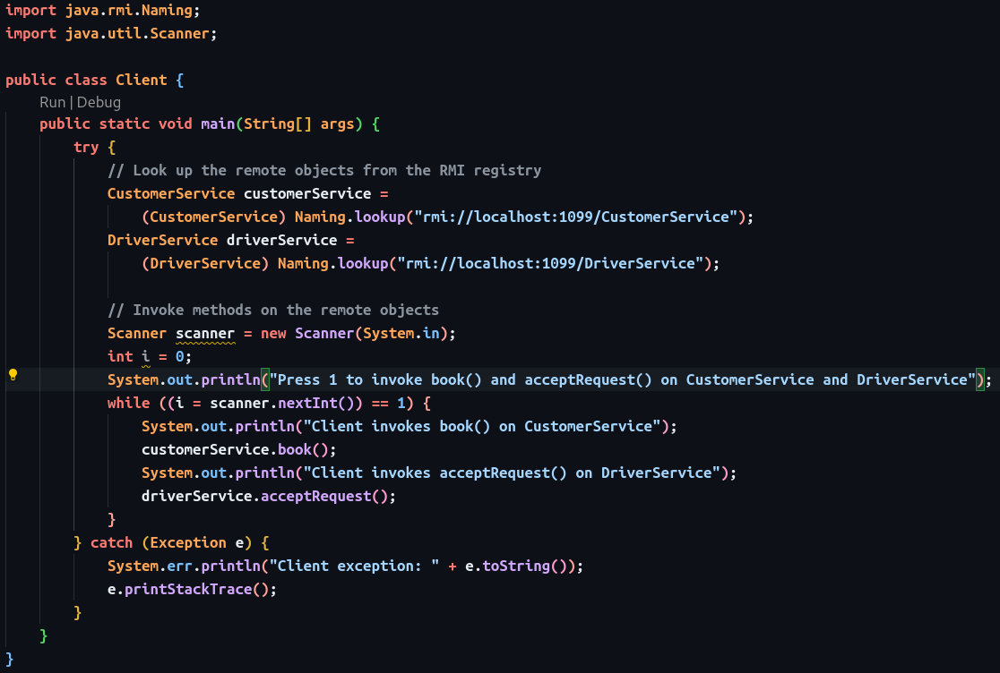 import java.rmi.Naming;
import java.util.Scanner;

public class Client {
    Run | Debug
    public static void main(String[] args) {
        try {
            // Look up the remote objects from the RMI registry
            CustomerService customerService =
                (CustomerService) Naming.lookup("rmi://localhost:1099/CustomerService");
            DriverService driverService =
                (DriverService) Naming.lookup("rmi://localhost:1099/DriverService");

            // Invoke methods on the remote objects
            Scanner scanner = new Scanner(System.in);
            int i = 0;
            System.out.println("Press 1 to invoke book() and acceptRequest() on CustomerService and DriverService");
            while ((i = scanner.nextInt()) == 1) {
                System.out.println("Client invokes book() on CustomerService");
                customerService.book();
                System.out.println("Client invokes acceptRequest() on DriverService");
                driverService.acceptRequest();
            }
        } catch (Exception e) {
            System.err.println("Client exception: " + e.toString());
            e.printStackTrace();
        }
    }
}